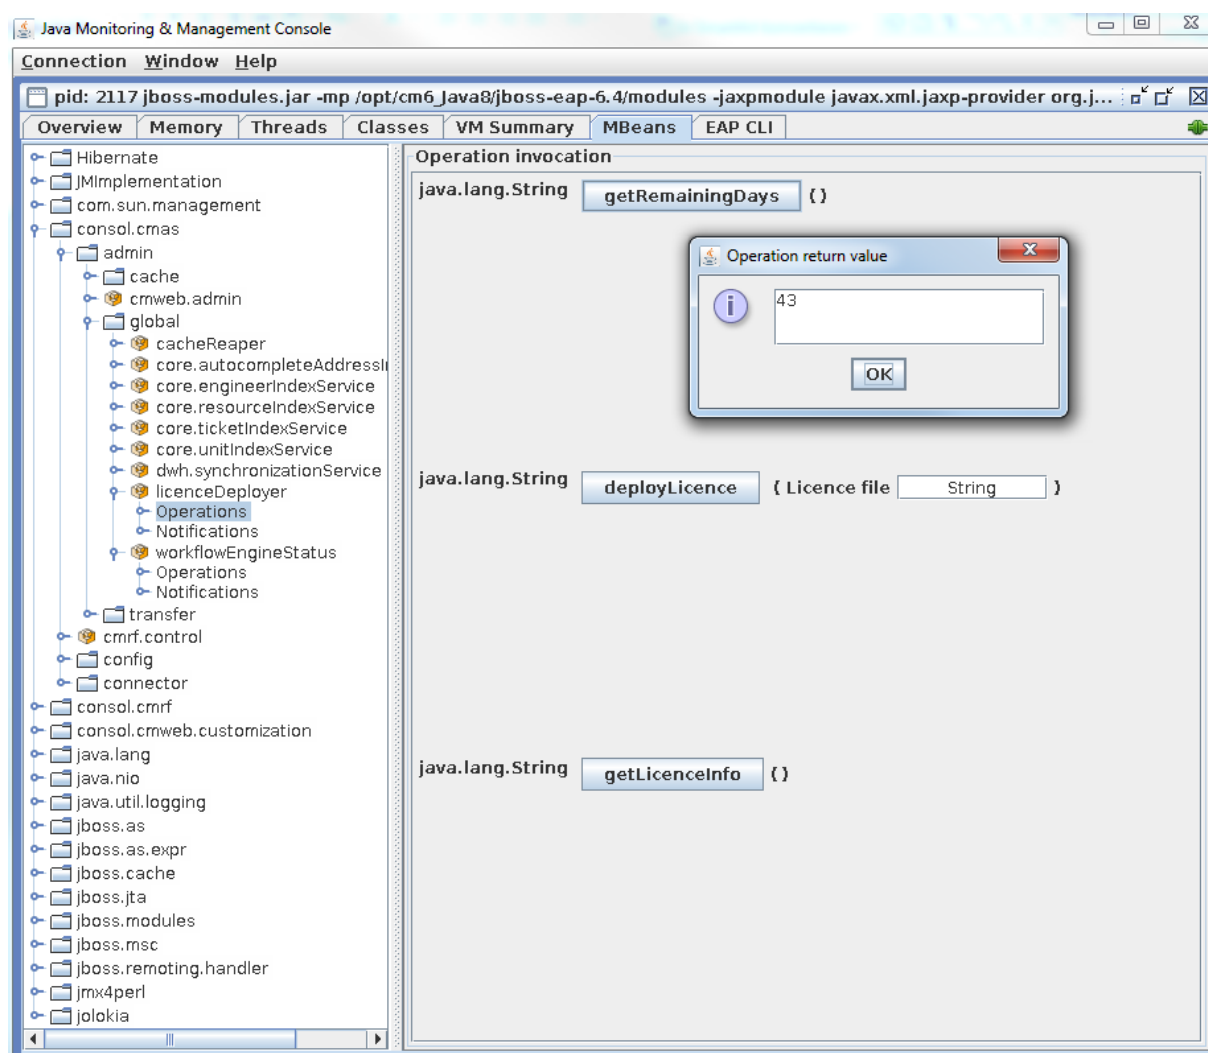 Java Monitoring & Management Console
Connection Window Help
pid: 2117 jboss-modules.jar -mp /opt/cm6_Java8/jboss-eap-6.4/modules -jaxpmodule javax.xml.jaxp-provider org.j...
Overview Memory Threads Classes VM Summary MBeans EAP CLI
Hibernate
JMImplementation
com.sun.management
consol.cmas
admin
cache
cmweb.admin
global
cacheReaper
core.autocompleteAddressI
core.engineerIndexService
core.resourceIndexService
core.ticketIndexService
core.unitIndexService
dwh.synchronizationService
licenceDeployer
Operations
Notifications
workflowEngineStatus
Operations
Notifications
transfer
cmrf.control
config
connector
consol.cmrf
consol.cmweb.customization
java.lang
java.nio
java.util.logging
jboss.as
jboss.as.expr
jboss.cache
jboss.jta
jboss.modules
jboss.msc
jboss.remoting.handler
jmx4perl
jolokia
Operation invocation
java.lang.String getRemainingDays ()
Operation return value
i
43
OK
java.lang.String deployLicence ( Licence file String )
java.lang.String getLicenceInfo ()